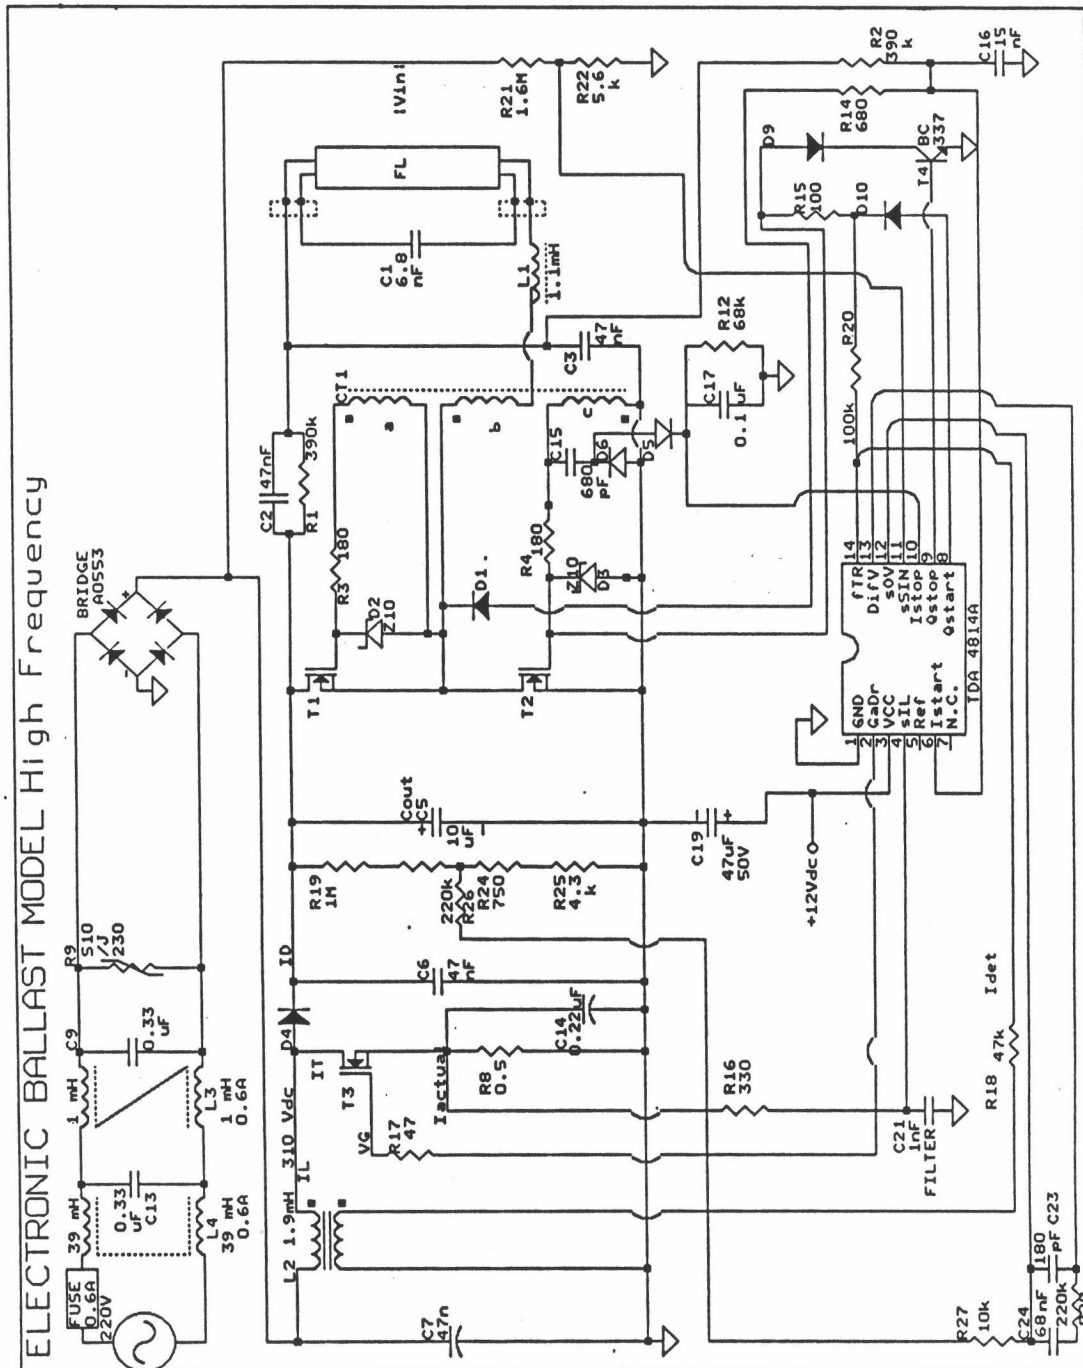 ELECTRONIC BALLAST MODEL High Frequency
FUSE
0.6A
220V
39 mH
0.33
uF
C13
L4
39 mH
0.6A
1 mH
C9
0.33
uF
L3
1 mH
0.6A
R9
S10
/J
230
BRIDGE
AO553
+
-
C7
47n
L2 1.9mH
IL
310 Vdc
VG
R17
47
T3
IT
Iactual
R8
0.5
C14
0.22uF
D4
ID
C6
47
nF
R19
1M
220k
R26
R24
750
R25
4.3
k
Cout
+C5
10
uF
T1
T2
D2
Z10
R3
180
D1.
R4
180
Z10
D3
C2
47nF
R1
390k
CT1
a
b
c
C15
680
pF
D6
D5
C3
47
nF
C1
6.8
nF
L1
1.1mH
FL
|Vin|
R21
1.6M
R22
5.6
k
R2
390
k
C16
15
nF
R14
680
D9
BC
337
T4
R15
100
D10
R12
68k
C17
0.1 uF
R20
100k
C19
-
+
47uF
50V
+12Vdc
1 GND
2 GaDr
3 VCC
4 sIL
5 Ref
6 Istart
7 N.C.
fTR 14
DifV 13
sOV 12
IsSIN 11
Istop 10
Qstop 9
Qstart 8
TDA 4814A
R16
330
C21
1nF
FILTER
R18
47k
Idet
R27
10k
C24
68nF
220k
180
pF
C23